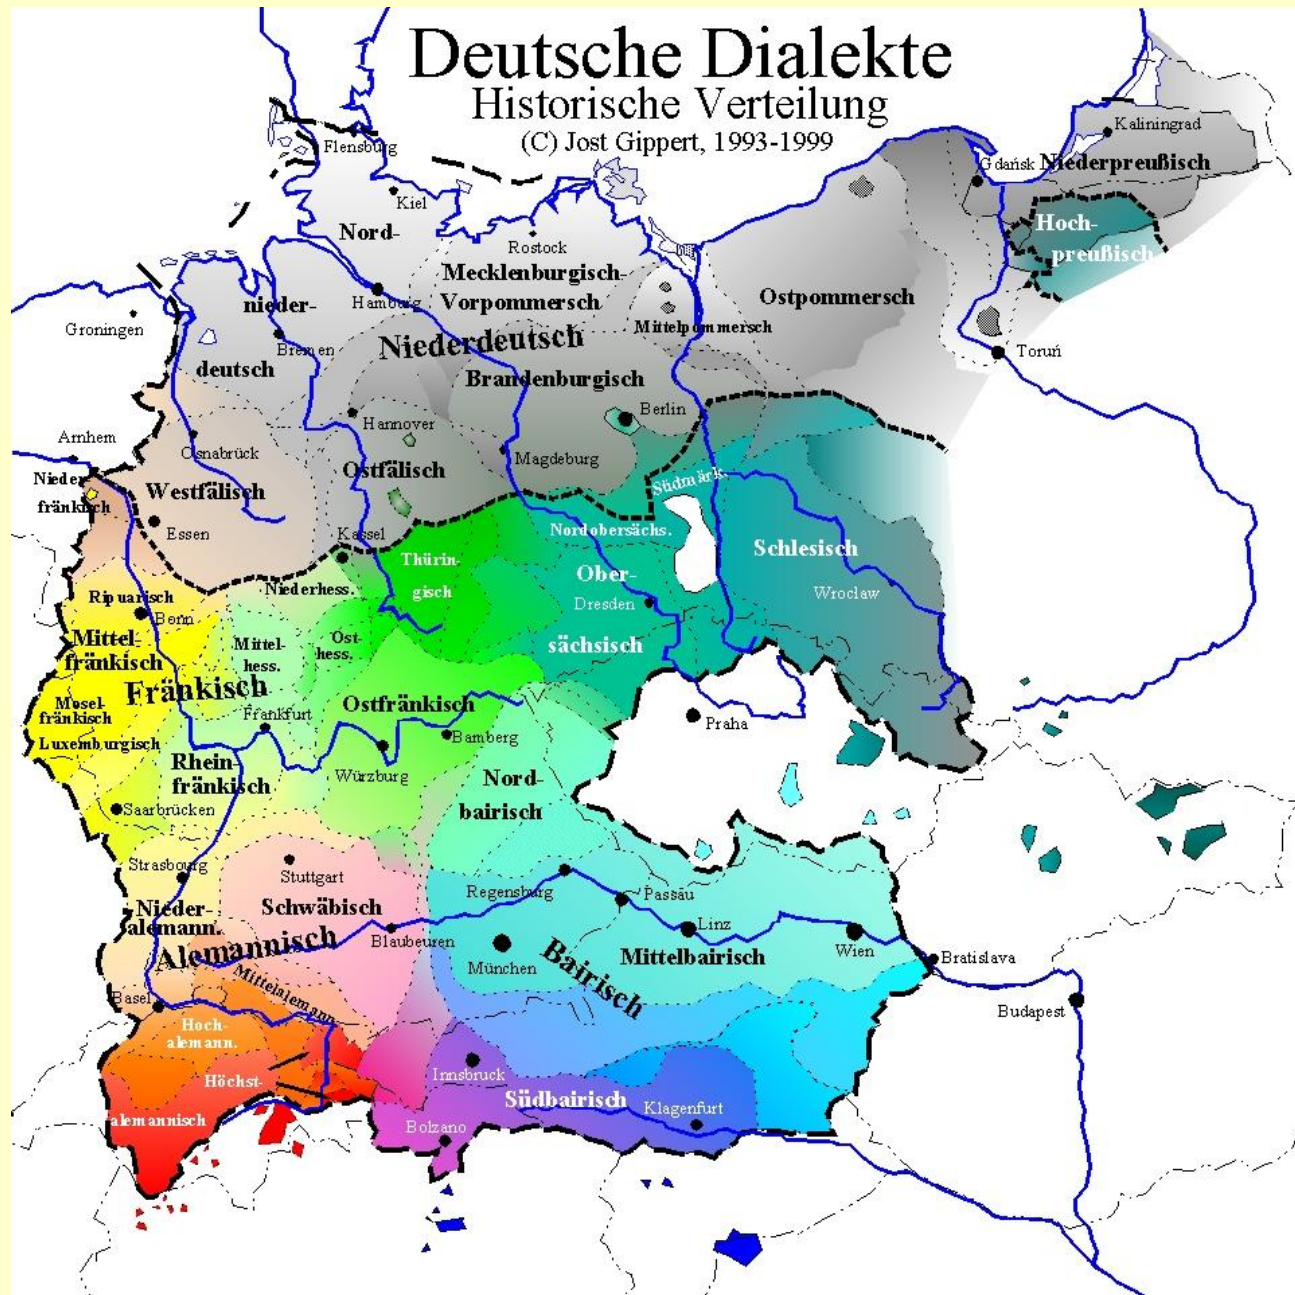 Deutsche Dialekte
Historische Verteilung
(C) Jost Gippert, 1993-1999
Kaliningrad
Flensburg
Gdańsk
Niederpreußisch
Kiel
Hoch-
preußisch
Nord-
Rostock
Mecklenburgisch-
Vorpommersch
nieder-
Hamburg
Ostpommersch
Groningen
Mittelpommersch
Bremen
Niederdeutsch
Toruń
deutsch
Brandenburgisch
Berlin
Hannover
Arnhem
Osnabrück
Magdeburg
Ostfälisch
Nieder
fränkisch
Westfälisch
Südmärk.
Essen
Kassel
Nordobersächs.
Schlesisch
Thürin-
gisch
Ober-
sächsisch
Dresden
Wroclaw
Niederhess.
Ripuarisch
Bonn
Mittel
fränkisch
Mittel-
hess.
Ost-
hess.
Fränkisch
Mosel-
fränkisch
Ostfränkisch
Frankfurt
Praha
Luxemburgisch
Bamberg
Rhein-
fränkisch
Würzburg
Nord-
bairisch
Saarbrücken
Strasbourg
Stuttgart
Regensburg
Passau
Nieder-
alemann.
Schwäbisch
Linz
Blaubeuren
Alemannisch
München
Bairisch
Mittelbairisch
Wien
Bratislava
Mittelalemann.
Basel
Budapest
Hoch-
alemann.
Höchst-
alemannisch
Innsbruck
Südbairisch
Klagenfurt
Bolzano